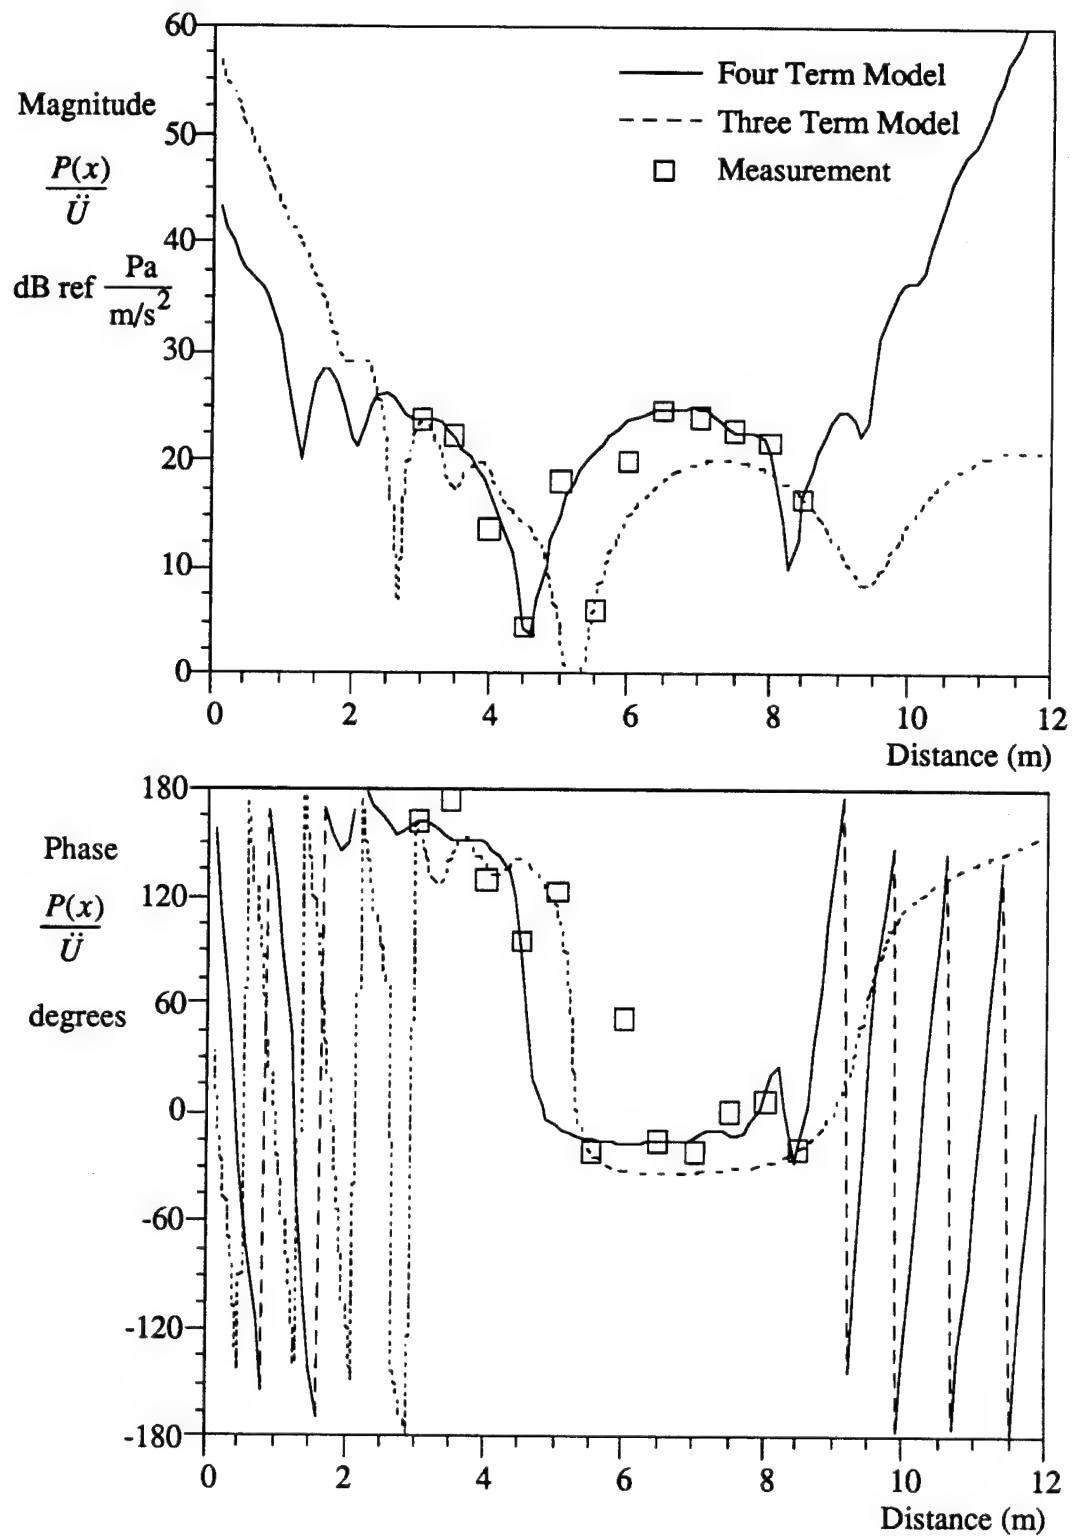 60
Four Term Model
Magnitude
Three Term Model
50
P(x)
Ü
Measurement
40
dB ref Pa
m/s²
30
20
10
0
0 2 4 6 8 10 12
Distance (m)
180
Phase
120
P(x)
Ü
60
degrees
0
-60
-120
-180
0 2 4 6 8 10 12
Distance (m)